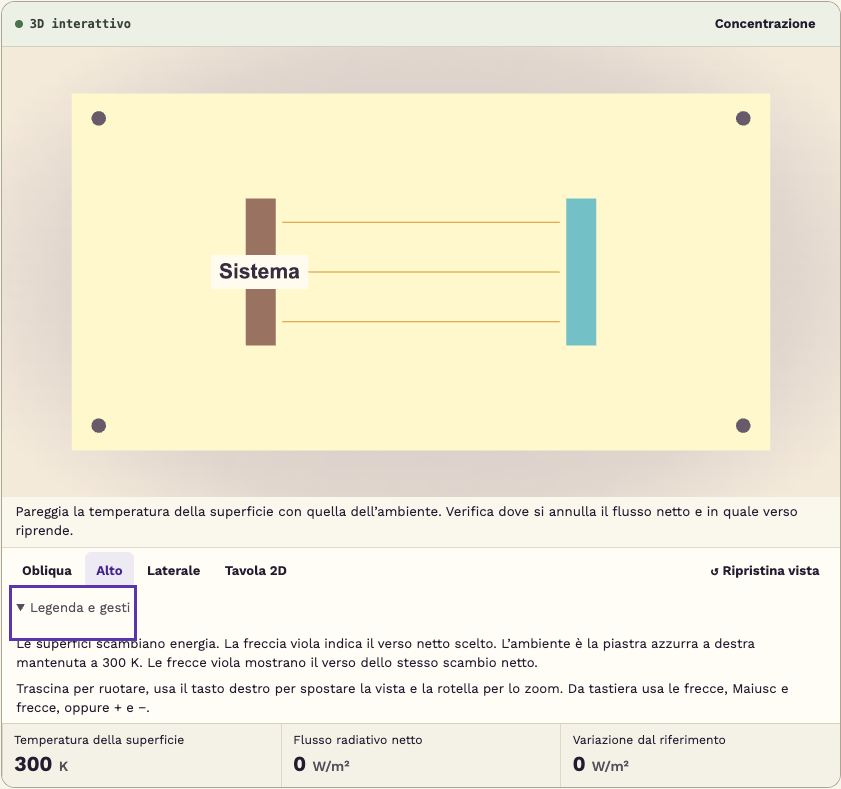 3D interattivo
Concentrazione
Sistema
Pareggia la temperatura della superficie con quella dell’ambiente. Verifica dove si annulla il flusso netto e in quale verso
riprende.
Obliqua Alto Laterale Tavola 2D
↺ Ripristina vista
▼ Legenda e gesti
Le superfici scambiano energia. La freccia viola indica il verso netto scelto. L’ambiente è la piastra azzurra a destra
mantenuta a 300 K. Le frecce viola mostrano il verso dello stesso scambio netto.
Trascina per ruotare, usa il tasto destro per spostare la vista e la rotella per lo zoom. Da tastiera usa le frecce, Maiusc e
frecce, oppure + e −.
Temperatura della superficie
300 K
Flusso radiativo netto
0 W/m²
Variazione dal riferimento
0 W/m²